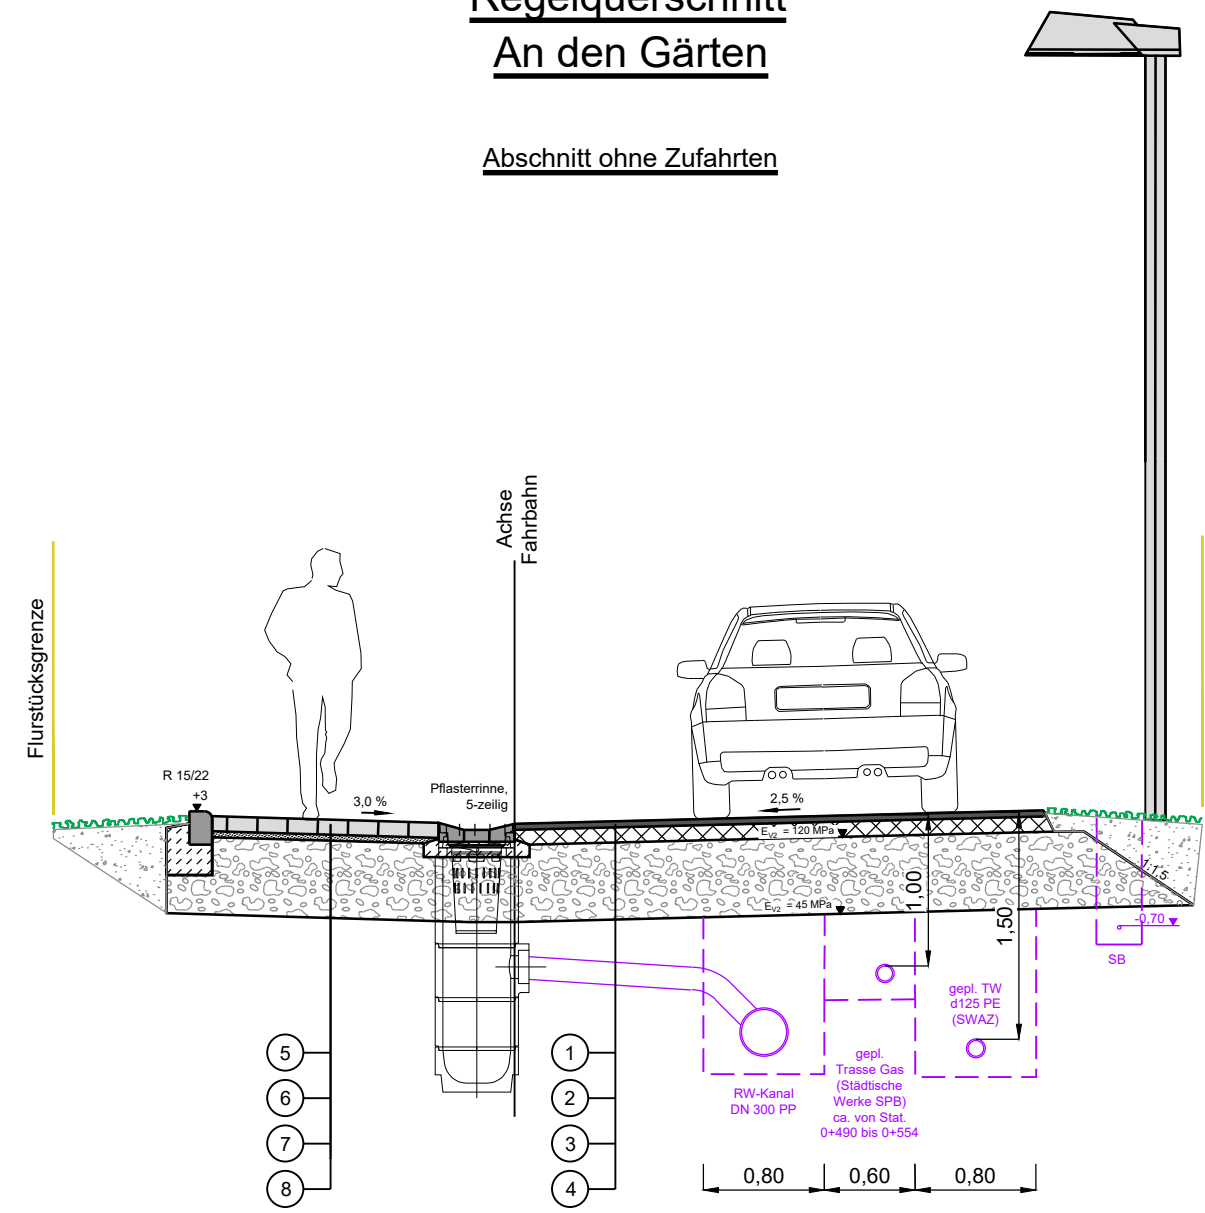 Regelquerschnitt
An den Gärten
Abschnitt ohne Zufahrten
Achse
Fahrbahn
Flurstücksgrenze
R 15/22
+3
3,0 %
Pflasterrinne,
5-zeilig
2,5 %
EV2 = 120 MPa
EV2 = 45 MPa
1,00
1,50
1:1,5
-0,70
SB
gepl. TW
d125 PE
(SWAZ)
gepl.
Trasse Gas
(Städtische
Werke SPB)
ca. von Stat.
0+490 bis 0+554
RW-Kanal
DN 300 PP
5
6
7
8
1
2
3
4
0,80
0,60
0,80